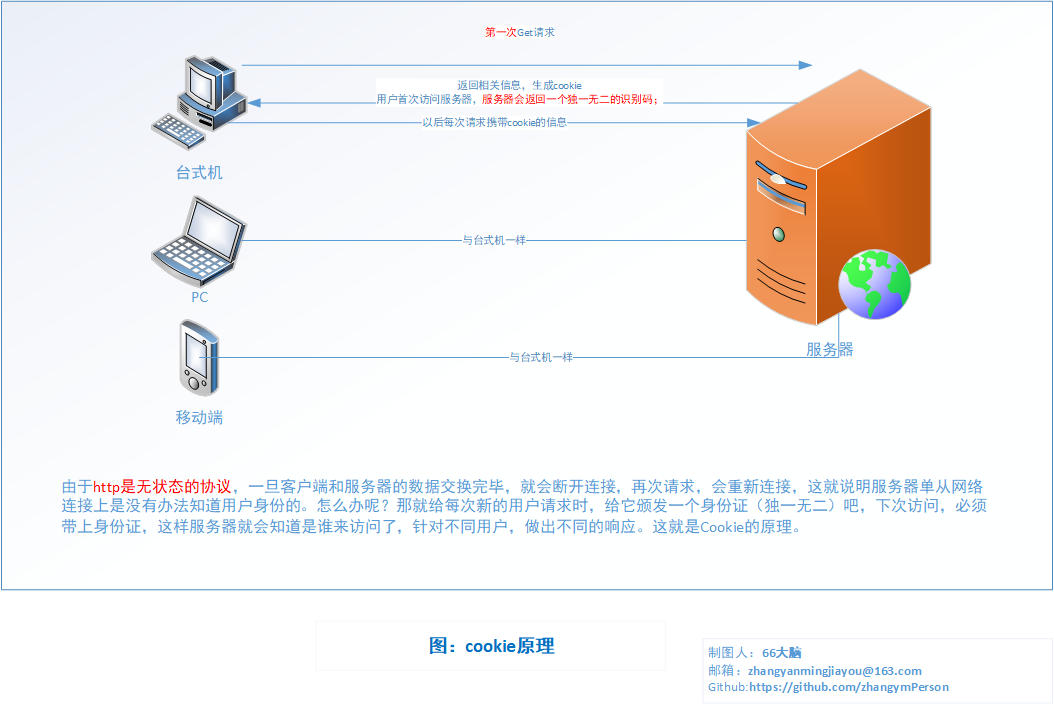 第一次Get请求
返回相关信息，生成cookie
用户首次访问服务器，服务器会返回一个独一无二的识别码；
以后每次请求携带cookie的信息
台式机
与台式机一样
PC
服务器
与台式机一样
移动端
由于http是无状态的协议，一旦客户端和服务器的数据交换完毕，就会断开连接，再次请求，会重新连接，这就说明服务器单从网络
连接上是没有办法知道用户身份的。怎么办呢？那就给每次新的用户请求时，给它颁发一个身份证（独一无二）吧，下次访问，必须
带上身份证，这样服务器就会知道是谁来访问了，针对不同用户，做出不同的响应。这就是Cookie的原理。
图：cookie原理
制图人：66大脑
邮箱：zhangyanmingjiayou@163.com
Github:https://github.com/zhangymPerson